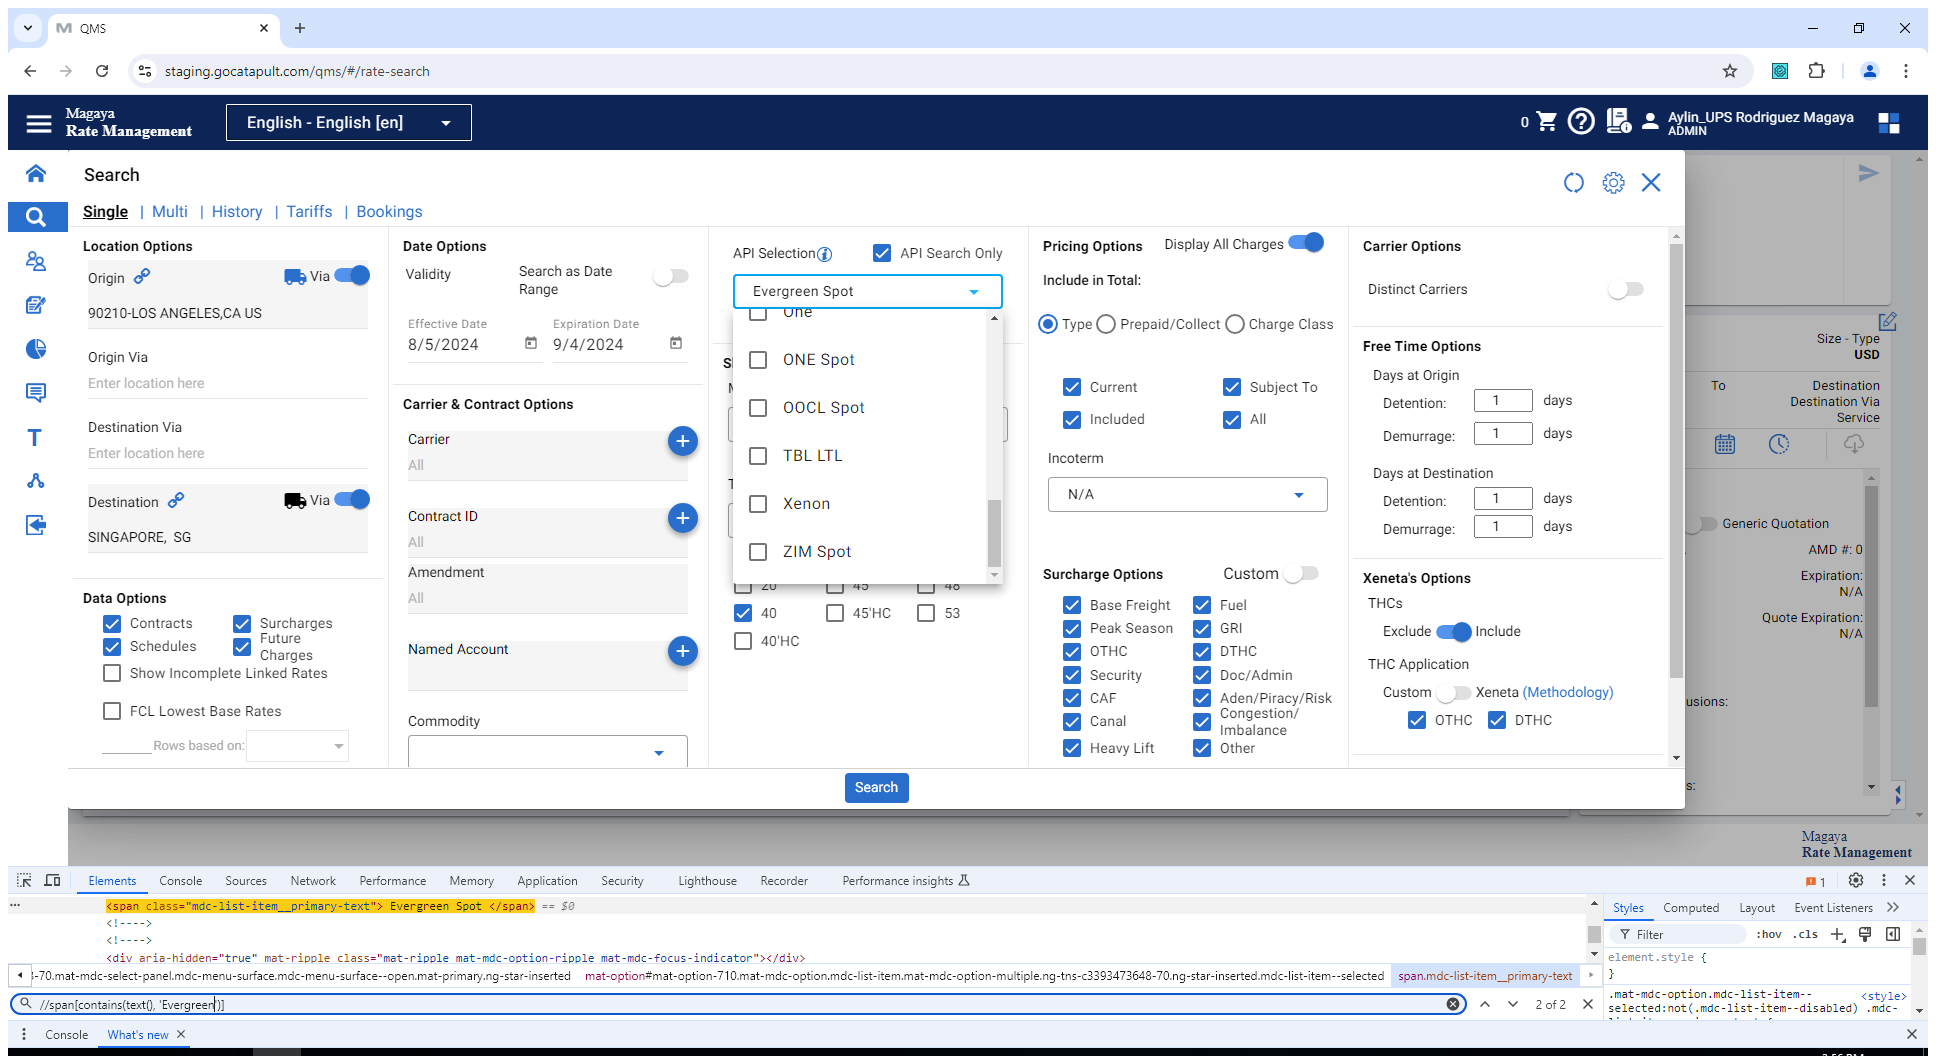 QMS
staging.gocatapult.com/qms/#/rate-search
Magaya
Rate Management
English - English [en]
0
Aylin_UPS Rodriguez Magaya
ADMIN
Search
Single | Multi | History | Tariffs | Bookings
Location Options
Origin
Via
90210-LOS ANGELES,CA US
Origin Via
Enter location here
Destination Via
Enter location here
Destination
Via
SINGAPORE, SG
Data Options
Contracts
Surcharges
Schedules
Future Charges
Show Incomplete Linked Rates
FCL Lowest Base Rates
Rows based on:
Date Options
Validity
Search as Date Range
Effective Date
8/5/2024
Expiration Date
9/4/2024
Carrier & Contract Options
Carrier
All
Contract ID
All
Amendment
All
Named Account
Commodity
API Selection
API Search Only
Evergreen Spot
One
ONE Spot
OOCL Spot
TBL LTL
Xenon
ZIM Spot
20
45
48
40
45'HC
53
40'HC
Pricing Options
Display All Charges
Include in Total:
Type
Prepaid/Collect
Charge Class
Current
Subject To
Included
All
Incoterm
N/A
Surcharge Options
Custom
Base Freight
Fuel
Peak Season
GRI
OTHC
DTHC
Security
Doc/Admin
CAF
Aden/Piracy/Risk
Canal
Congestion/ Imbalance
Heavy Lift
Other
Carrier Options
Distinct Carriers
Free Time Options
Days at Origin
Detention: 1 days
Demurrage: 1 days
Days at Destination
Detention: 1 days
Demurrage: 1 days
Xeneta's Options
THCs
Exclude
Include
THC Application
Custom
Xeneta (Methodology)
OTHC
DTHC
Search
Size - Type
USD
To
Destination
Destination Via
Service
Generic Quotation
AMD #: 0
Expiration:
N/A
Quote Expiration:
N/A
usions:
s:
Magaya
Rate Management
Elements Console Sources Network Performance Memory Application Security Lighthouse Recorder Performance insights
1
<span class="mdc-list-item__primary-text"> Evergreen Spot </span> == $0
<!---->
<!---->
<div aria-hidden="true" mat-ripple class="mat-ripple mat-mdc-option-ripple mat-mdc-focus-indicator"></div>
-70.mat-mdc-select-panel.mdc-menu-surface.mdc-menu-surface--open.mat-primary.ng-star-inserted mat-option#mat-option-710.mat-mdc-option.mdc-list-item.mat-mdc-option-multiple.ng-tns-c3393473648-70.ng-star-inserted.mdc-list-item--selected span.mdc-list-item__primary-text
//span[contains(text(), 'Evergreen')]
2 of 2
Styles Computed Layout Event Listeners
Filter
:hov .cls
element.style {
}
.mat-mdc-option.mdc-list-item-- <style>
selected:not(.mdc-list-item--disabled) .mdc-
Console What's new